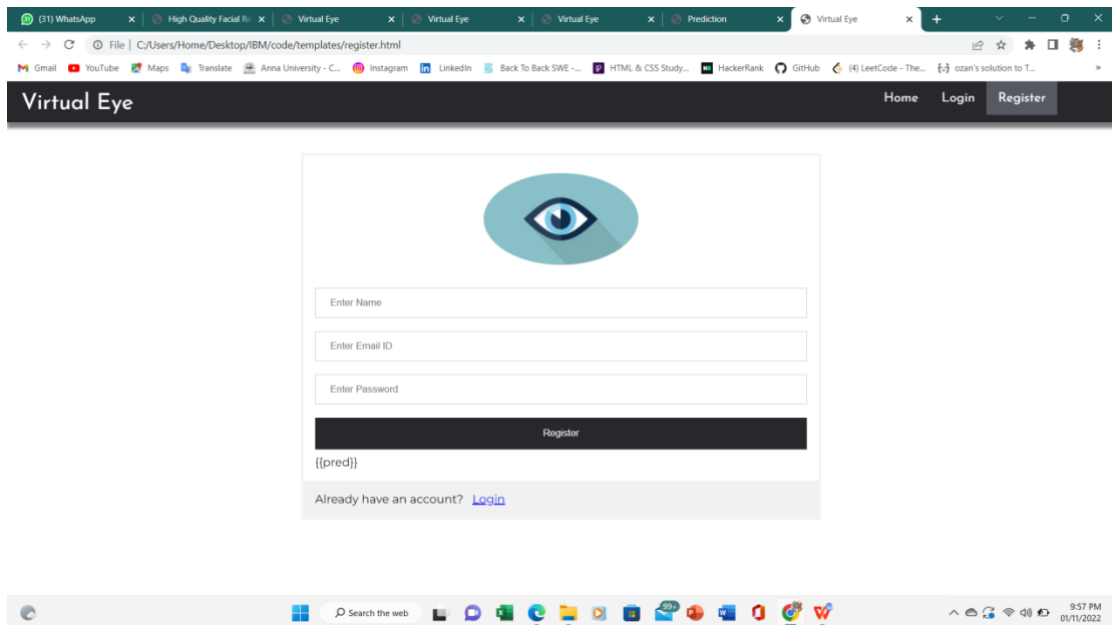 (31) WhatsApp
High Quality Facial Re
Virtual Eye
Virtual Eye
Virtual Eye
Prediction
Virtual Eye
File | C:/Users/Home/Desktop/IBM/code/templates/register.html
Gmail
YouTube
Maps
Translate
Anna University - C...
Instagram
LinkedIn
Back To Back SWE -...
HTML & CSS Study...
HackerRank
GitHub
(4) LeetCode - The...
ozan's solution to T...
»
Virtual Eye
Home
Login
Register
Enter Name
Enter Email ID
Enter Password
Register
{{pred}}
Already have an account? Login
Search the web
99+
9:57 PM
01/11/2022